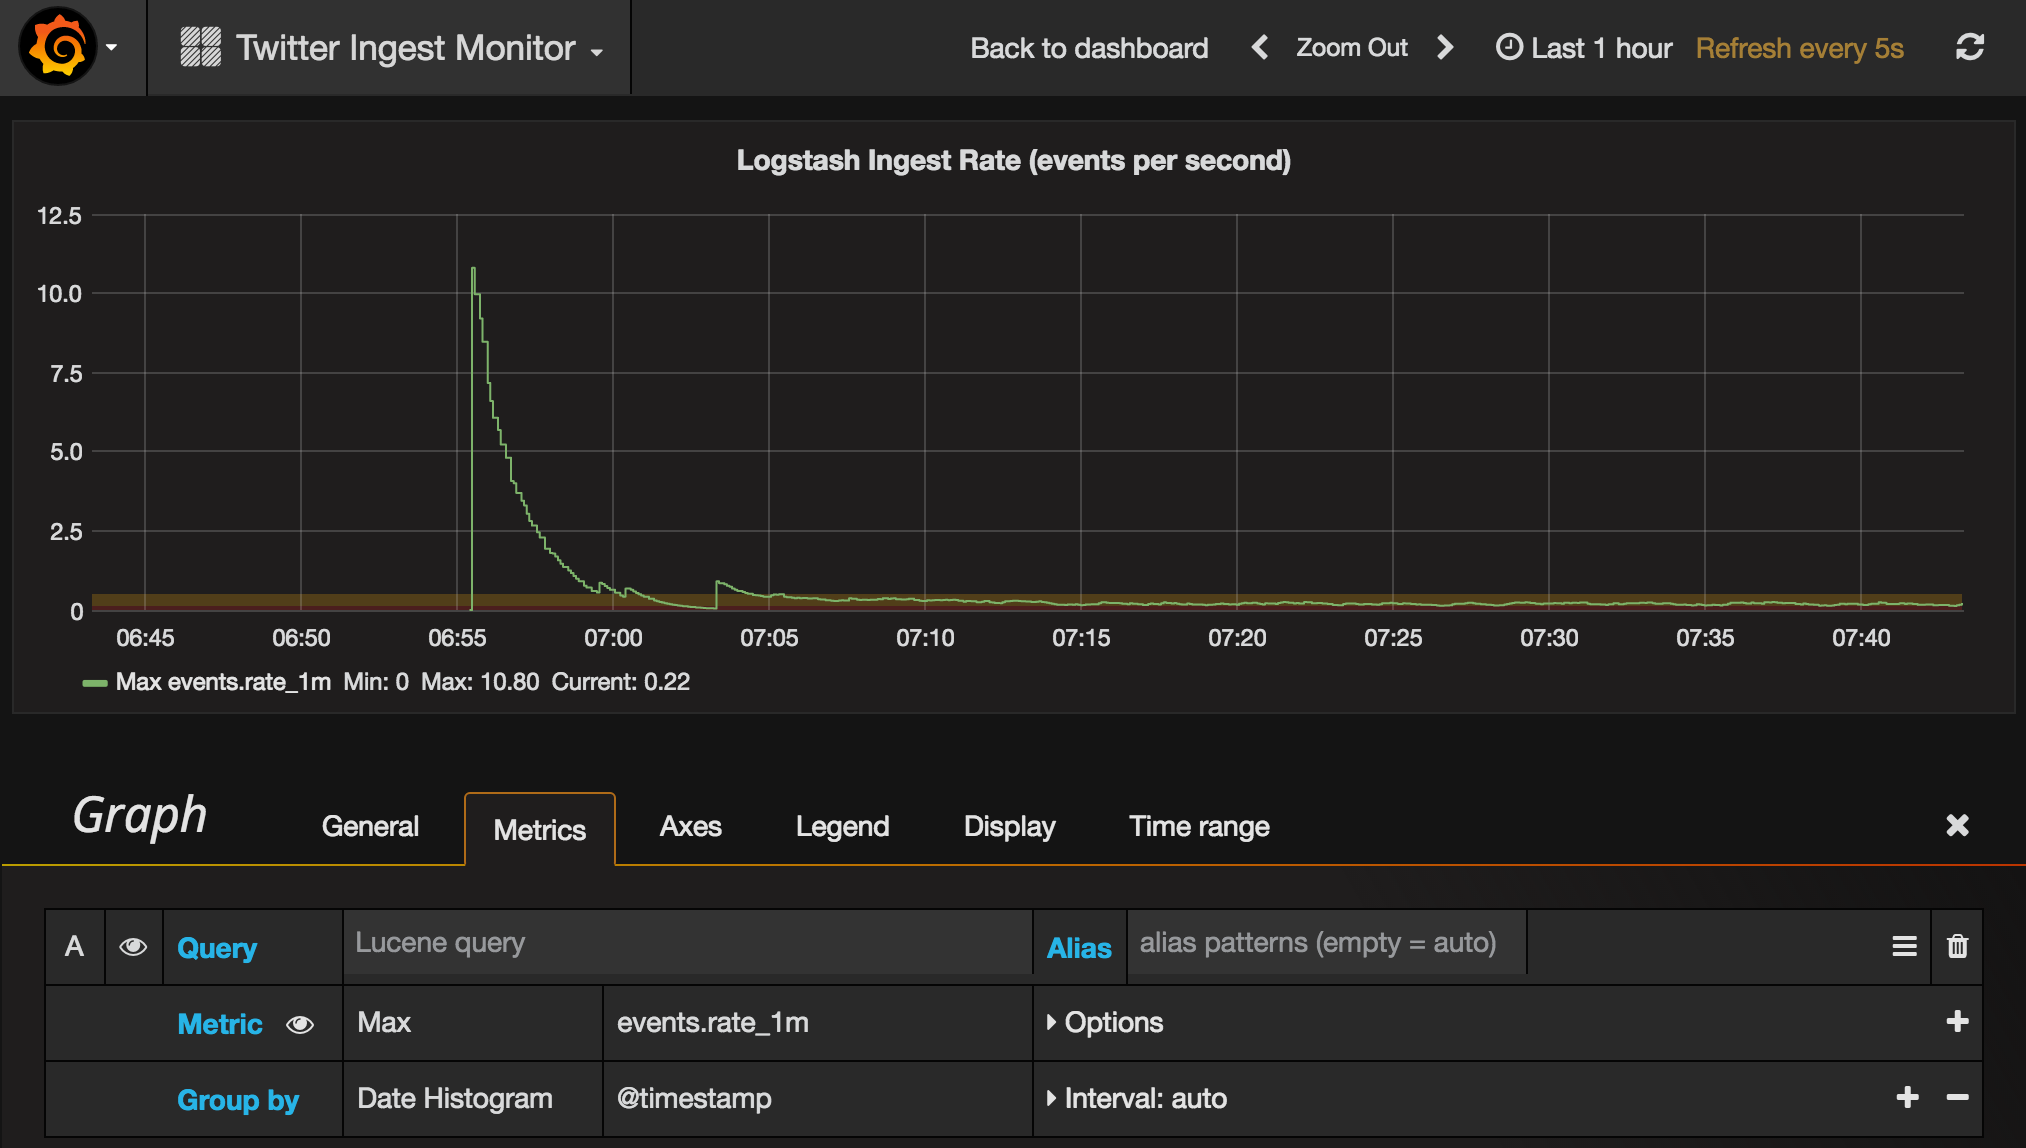 Twitter Ingest Monitor
Back to dashboard Zoom Out Last 1 hour Refresh every 5s
Logstash Ingest Rate (events per second)
12.5
10.0
7.5
5.0
2.5
0
06:45 06:50 06:55 07:00 07:05 07:10 07:15 07:20 07:25 07:30 07:35 07:40
Max events.rate_1m Min: 0 Max: 10.80 Current: 0.22
Graph General Metrics Axes Legend Display Time range
A Query Lucene query Alias alias patterns (empty = auto)
Metric Max events.rate_1m Options
Group by Date Histogram @timestamp Interval: auto